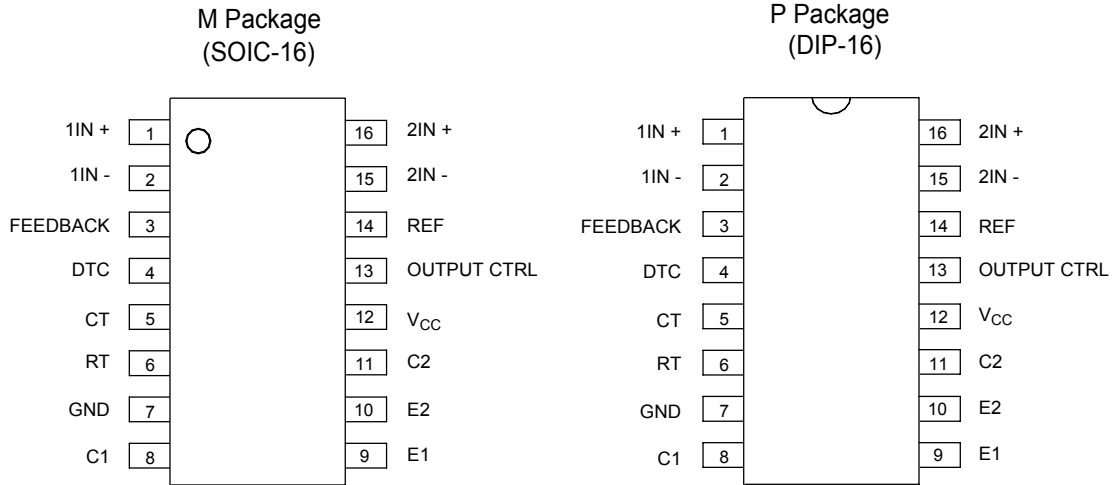 M Package
(SOIC-16)
1IN + 1 16 2IN +
1IN - 2 15 2IN -
FEEDBACK 3 14 REF
DTC 4 13 OUTPUT CTRL
CT 5 12 VCC
RT 6 11 C2
GND 7 10 E2
C1 8 9 E1
P Package
(DIP-16)
1IN + 1 16 2IN +
1IN - 2 15 2IN -
FEEDBACK 3 14 REF
DTC 4 13 OUTPUT CTRL
CT 5 12 VCC
RT 6 11 C2
GND 7 10 E2
C1 8 9 E1